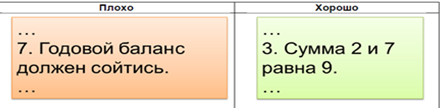 Плохо
Хорошо
...
7. Годовой баланс
должен сойтись.
...
...
3. Сумма 2 и 7
равна 9.
...